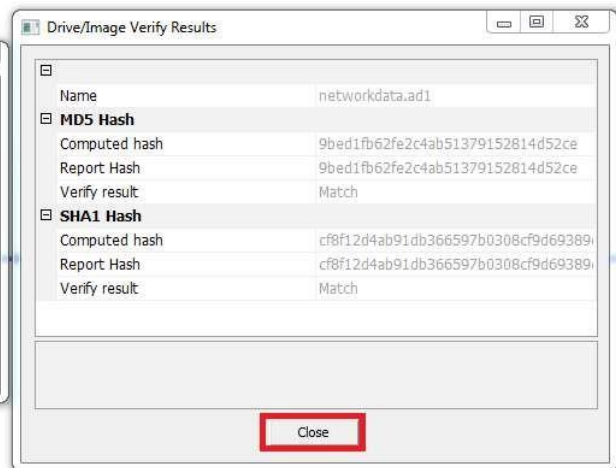 Drive/Image Verify Results
Name networkdata.ad1
MD5 Hash
Computed hash 9bed1fb62fe2c4ab51379152814d52ce
Report Hash 9bed1fb62fe2c4ab51379152814d52ce
Verify result Match
SHA1 Hash
Computed hash cf8f12d4ab91db366597b0308cf9d69389
Report Hash cf8f12d4ab91db366597b0308cf9d69389
Verify result Match
Close